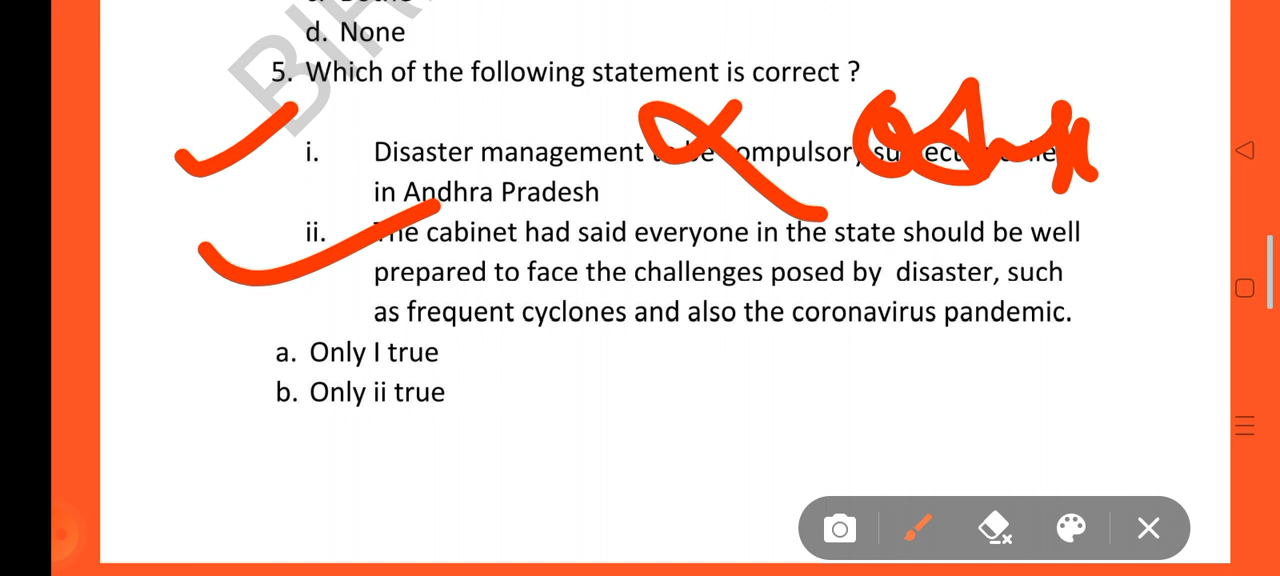 d. None
5. Which of the following statement is correct ?
i. Disaster management
in Andhra Pradesh
ii. The cabinet had said everyone in the state should be well
prepared to face the challenges posed by disaster, such
as frequent cyclones and also the coronavirus pandemic.
a. Only I true
b. Only ii true